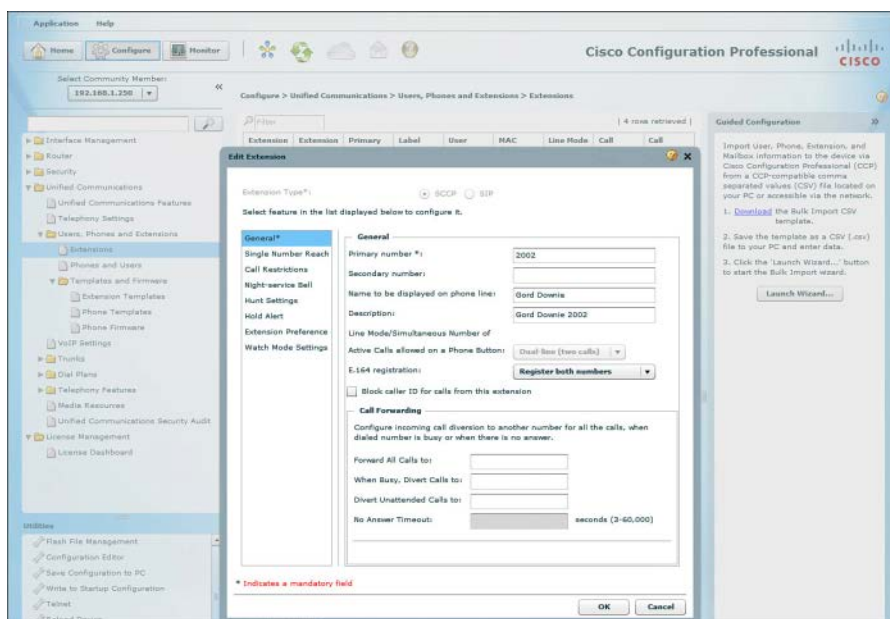 Application Help
Home Configure Monitor
Cisco Configuration Professional
CISCO
Select Community Member:
192.168.1.250
Configure > Unified Communications > Users, Phones and Extensions > Extensions
Filter
4 rows retrieved
Extension Extension Primary Label User MAC Line Mode Call Call
Interface Management
Router
Security
Unified Communications
Unified Communications Features
Telephony Settings
Users, Phones and Extensions
Extensions
Phones and Users
Templates and Firmware
Extension Templates
Phone Templates
Phone Firmware
VoIP Settings
Trunks
Dial Plans
Telephony Features
Media Resources
Unified Communications Security Audit
License Management
License Dashboard
Utilities
Flash File Management
Configuration Editor
Save Configuration to PC
Write to Startup Configuration
Telnet
Reload Device
Edit Extension
Extension Type*: SCCP SIP
Select feature in the list displayed below to configure it.
General*
Single Number Reach
Call Restrictions
Night-service Bell
Hunt Settings
Hold Alert
Extension Preference
Watch Mode Settings
General
Primary number *: 2002
Secondary number:
Name to be displayed on phone line: Gord Downie
Description: Gord Downie 2002
Line Mode/Simultaneous Number of
Active Calls allowed on a Phone Button: Dual-line (two calls)
E.164 registration: Register both numbers
Block caller ID for calls from this extension
Call Forwarding
Configure incoming call diversion to another number for all the calls, when
dialed number is busy or when there is no answer.
Forward All Calls to:
When Busy, Divert Calls to:
Divert Unattended Calls to:
No Answer Timeout: seconds (3-60,000)
* Indicates a mandatory field
OK Cancel
Guided Configuration
Import User, Phone, Extension, and
Mailbox information to the device via
Cisco Configuration Professional (CCP)
from a CCP-compatible comma
separated values (CSV) file located on
your PC or accessible via the network.
1. Download the Bulk Import CSV
template.
2. Save the template as a CSV (.csv)
file to your PC and enter data.
3. Click the 'Launch Wizard...' button
to start the Bulk Import wizard.
Launch Wizard...